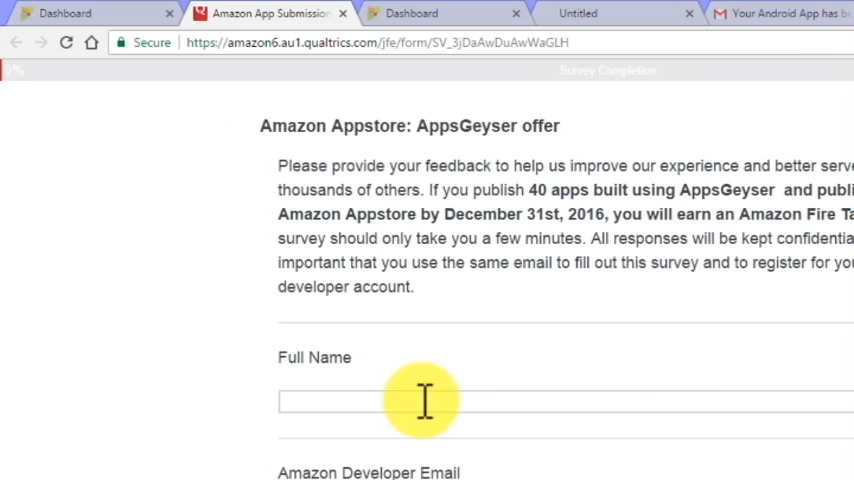 Dashboard
Amazon App Submission
Dashboard
Untitled
Your Android App has be
Secure
https://amazon6.au1.qualtrics.com/jfe/form/SV_3jDaAwDuAwWaGLH
0%
Survey Completion
Amazon Appstore: AppsGeyser offer
Please provide your feedback to help us improve our experience and better serve
thousands of others. If you publish 40 apps built using AppsGeyser and publi
Amazon Appstore by December 31st, 2016, you will earn an Amazon Fire Ta
survey should only take you a few minutes. All responses will be kept confidentia
important that you use the same email to fill out this survey and to register for you
developer account.
Full Name
Amazon Developer Email